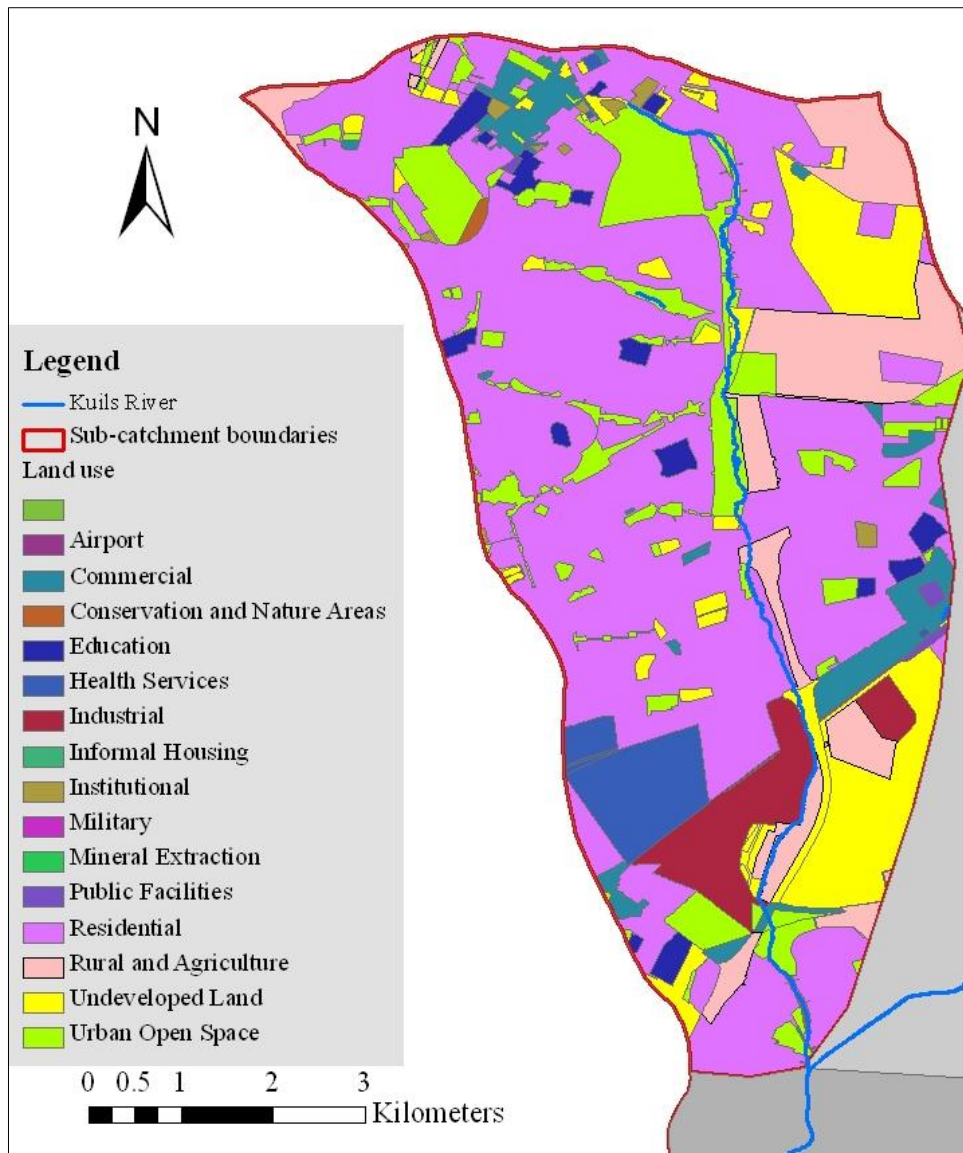 N
Legend
Kuils River
Sub-catchment boundaries
Land use
Airport
Commercial
Conservation and Nature Areas
Education
Health Services
Industrial
Informal Housing
Institutional
Military
Mineral Extraction
Public Facilities
Residential
Rural and Agriculture
Undeveloped Land
Urban Open Space
0 0.5 1 2 3
Kilometers